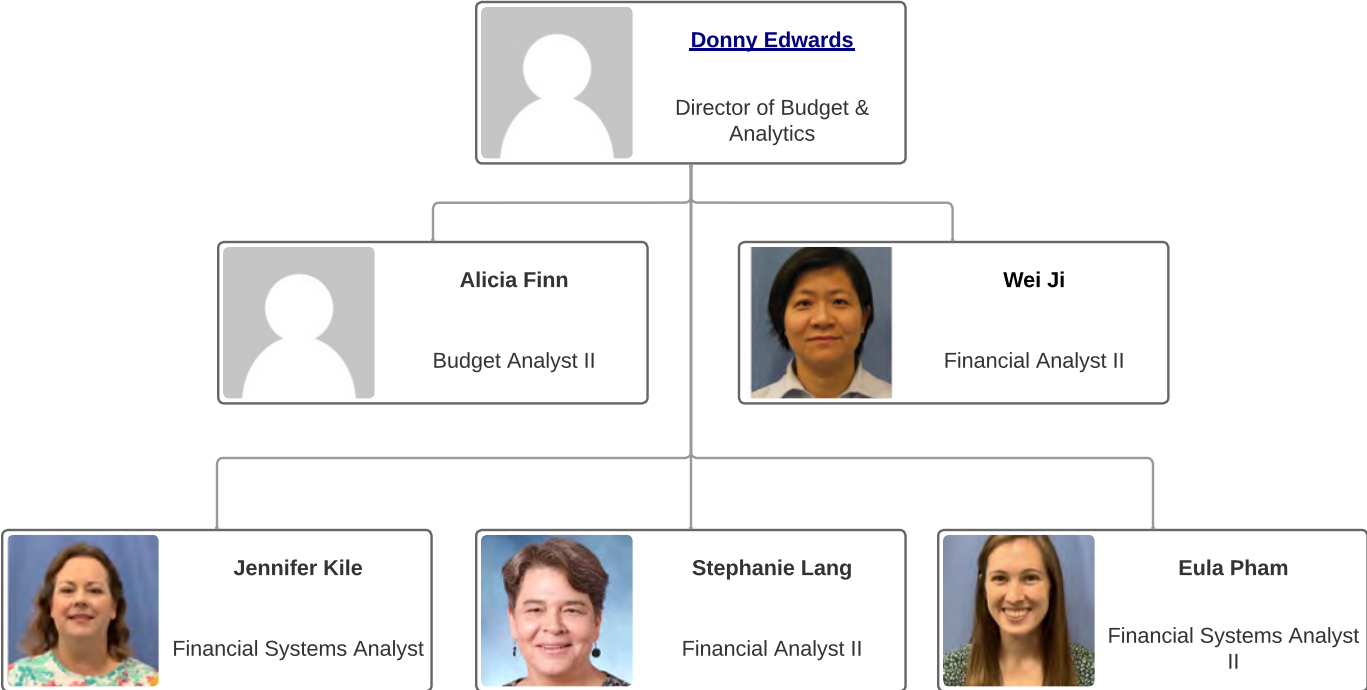 Donny Edwards
Director of Budget &
Analytics
Alicia Finn
Budget Analyst II
Wei Ji
Financial Analyst II
Jennifer Kile
Financial Systems Analyst
Stephanie Lang
Financial Analyst II
Eula Pham
Financial Systems Analyst
II